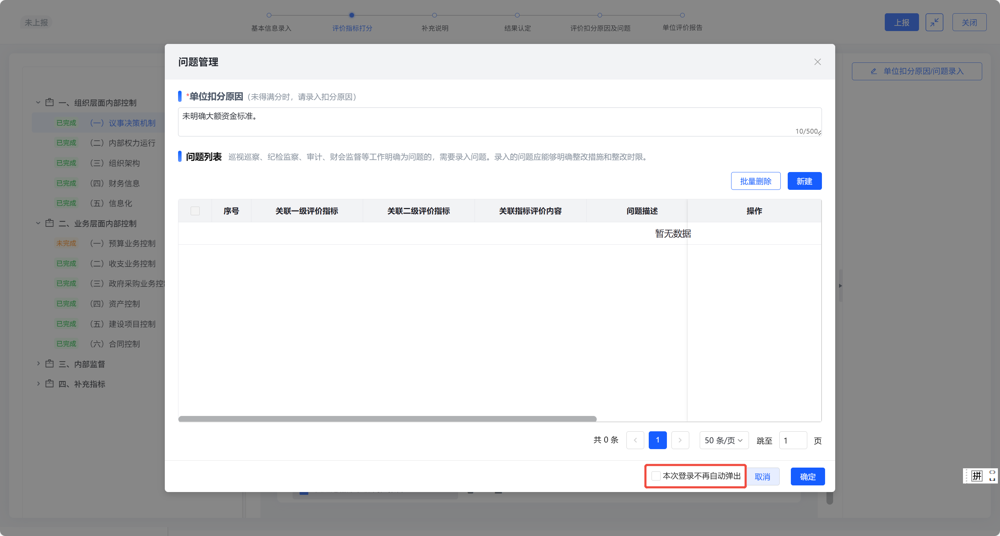 未上报
基本信息录入
评价指标打分
补充说明
结果认定
评价扣分原因及问题
单位评价报告
上报
关闭
单位扣分原因/问题录入
一、组织层面内部控制
已完成 （一）议事决策机制
已完成 （二）内部权力运行
已完成 （三）组织架构
已完成 （四）财务信息
已完成 （五）信息化
二、业务层面内部控制
未完成 （一）预算业务控制
已完成 （二）收支业务控制
已完成 （三）政府采购业务控
已完成 （四）资产控制
已完成 （五）建设项目控制
已完成 （六）合同控制
三、内部监督
四、补充指标
问题管理
*单位扣分原因（未得满分时，请录入扣分原因）
未明确大额资金标准。
10/500
问题列表 巡视巡察、纪检监察、审计、财会监督等工作明确为问题的，需要录入问题。录入的问题应能够明确整改措施和整改时限。
批量删除 新建
序号 关联一级评价指标 关联二级评价指标 关联指标评价内容 问题描述 操作
暂无数据
共 0 条 1 50 条/页 跳至 1 页
本次登录不再自动弹出 取消 确定
拼